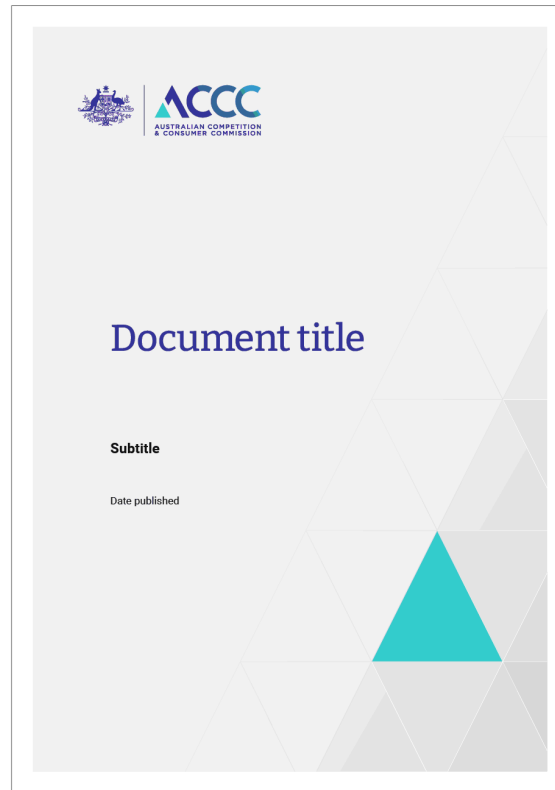 ACCC
AUSTRALIAN COMPETITION
& CONSUMER COMMISSION
Document title
Subtitle
Date published